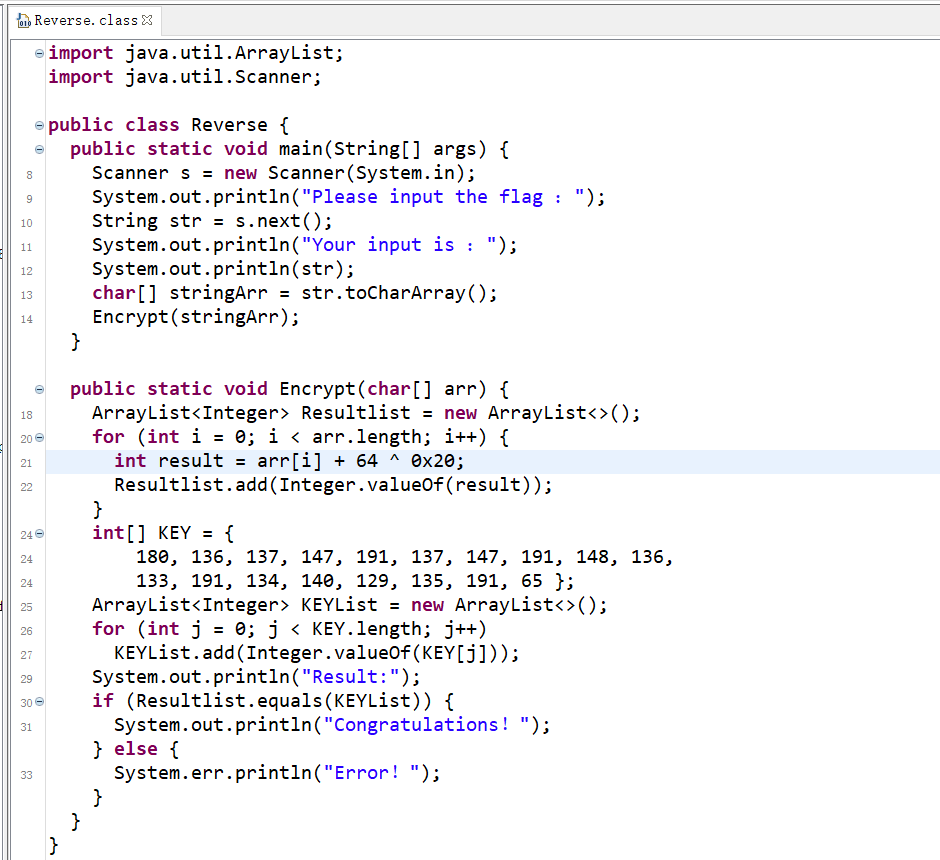 Reverse.class
import java.util.ArrayList;
import java.util.Scanner;
public class Reverse {
public static void main(String[] args) {
8 Scanner s = new Scanner(System.in);
9 System.out.println("Please input the flag :");
10 String str = s.next();
11 System.out.println("Your input is :");
12 System.out.println(str);
13 char[] stringArr = str.toCharArray();
14 Encrypt(stringArr);
}
public static void Encrypt(char[] arr) {
18 ArrayList<Integer> Resultlist = new ArrayList<>();
20 for (int i = 0; i < arr.length; i++) {
21 int result = arr[i] + 64 ^ 0x20;
22 Resultlist.add(Integer.valueOf(result));
}
24 int[] KEY = {
24 180, 136, 137, 147, 191, 137, 147, 191, 148, 136,
24 133, 191, 134, 140, 129, 135, 191, 65 };
25 ArrayList<Integer> KEYList = new ArrayList<>();
26 for (int j = 0; j < KEY.length; j++)
27 KEYList.add(Integer.valueOf(KEY[j]));
29 System.out.println("Result:");
30 if (Resultlist.equals(KEYList)) {
31 System.out.println("Congratulations!");
} else {
33 System.err.println("Error!");
}
}
}